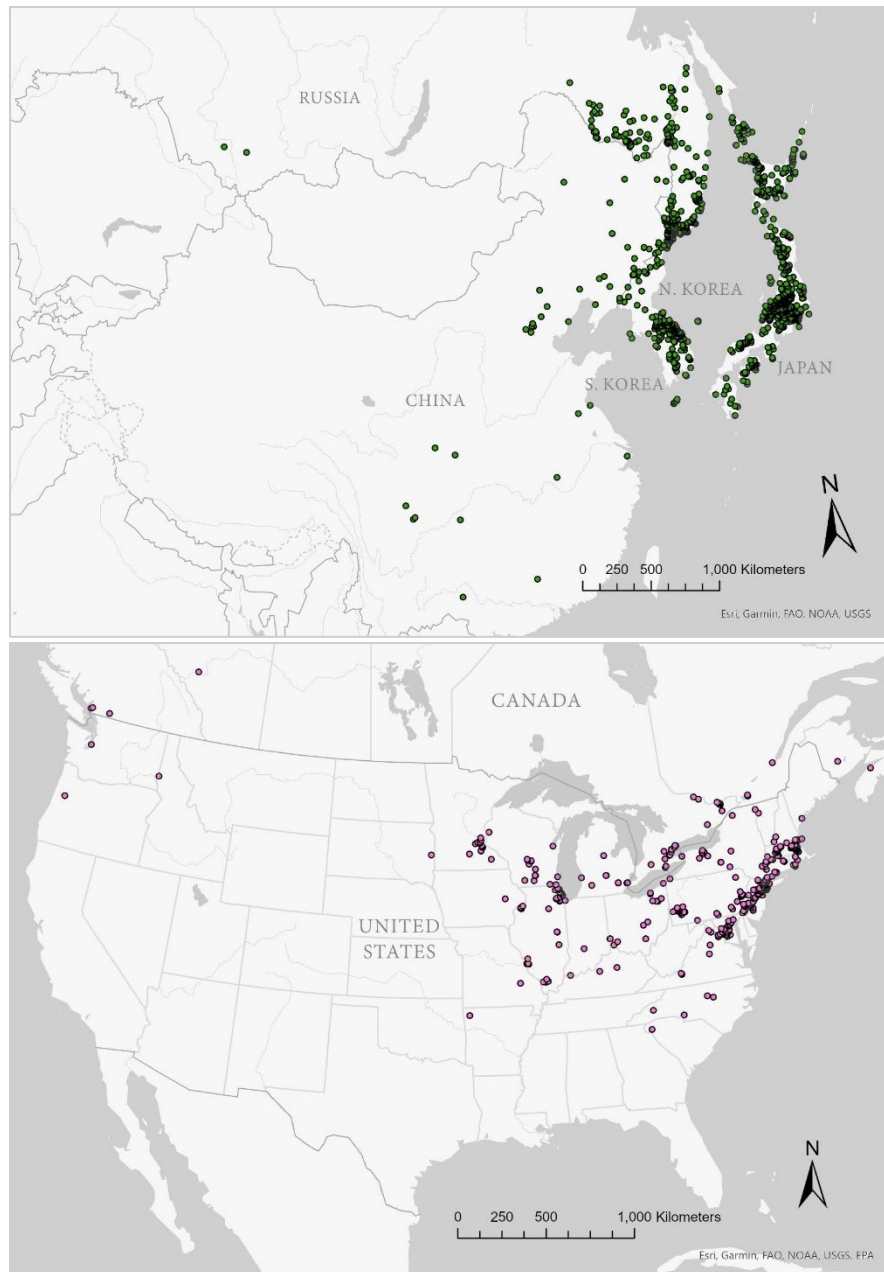 RUSSIA
N. KOREA
JAPAN
S. KOREA
CHINA
N
0 250 500 1,000 Kilometers
Esri, Garmin, FAO, NOAA, USGS
CANADA
UNITED
STATES
N
0 250 500 1,000 Kilometers
Esri, Garmin, FAO, NOAA, USGS, EPA